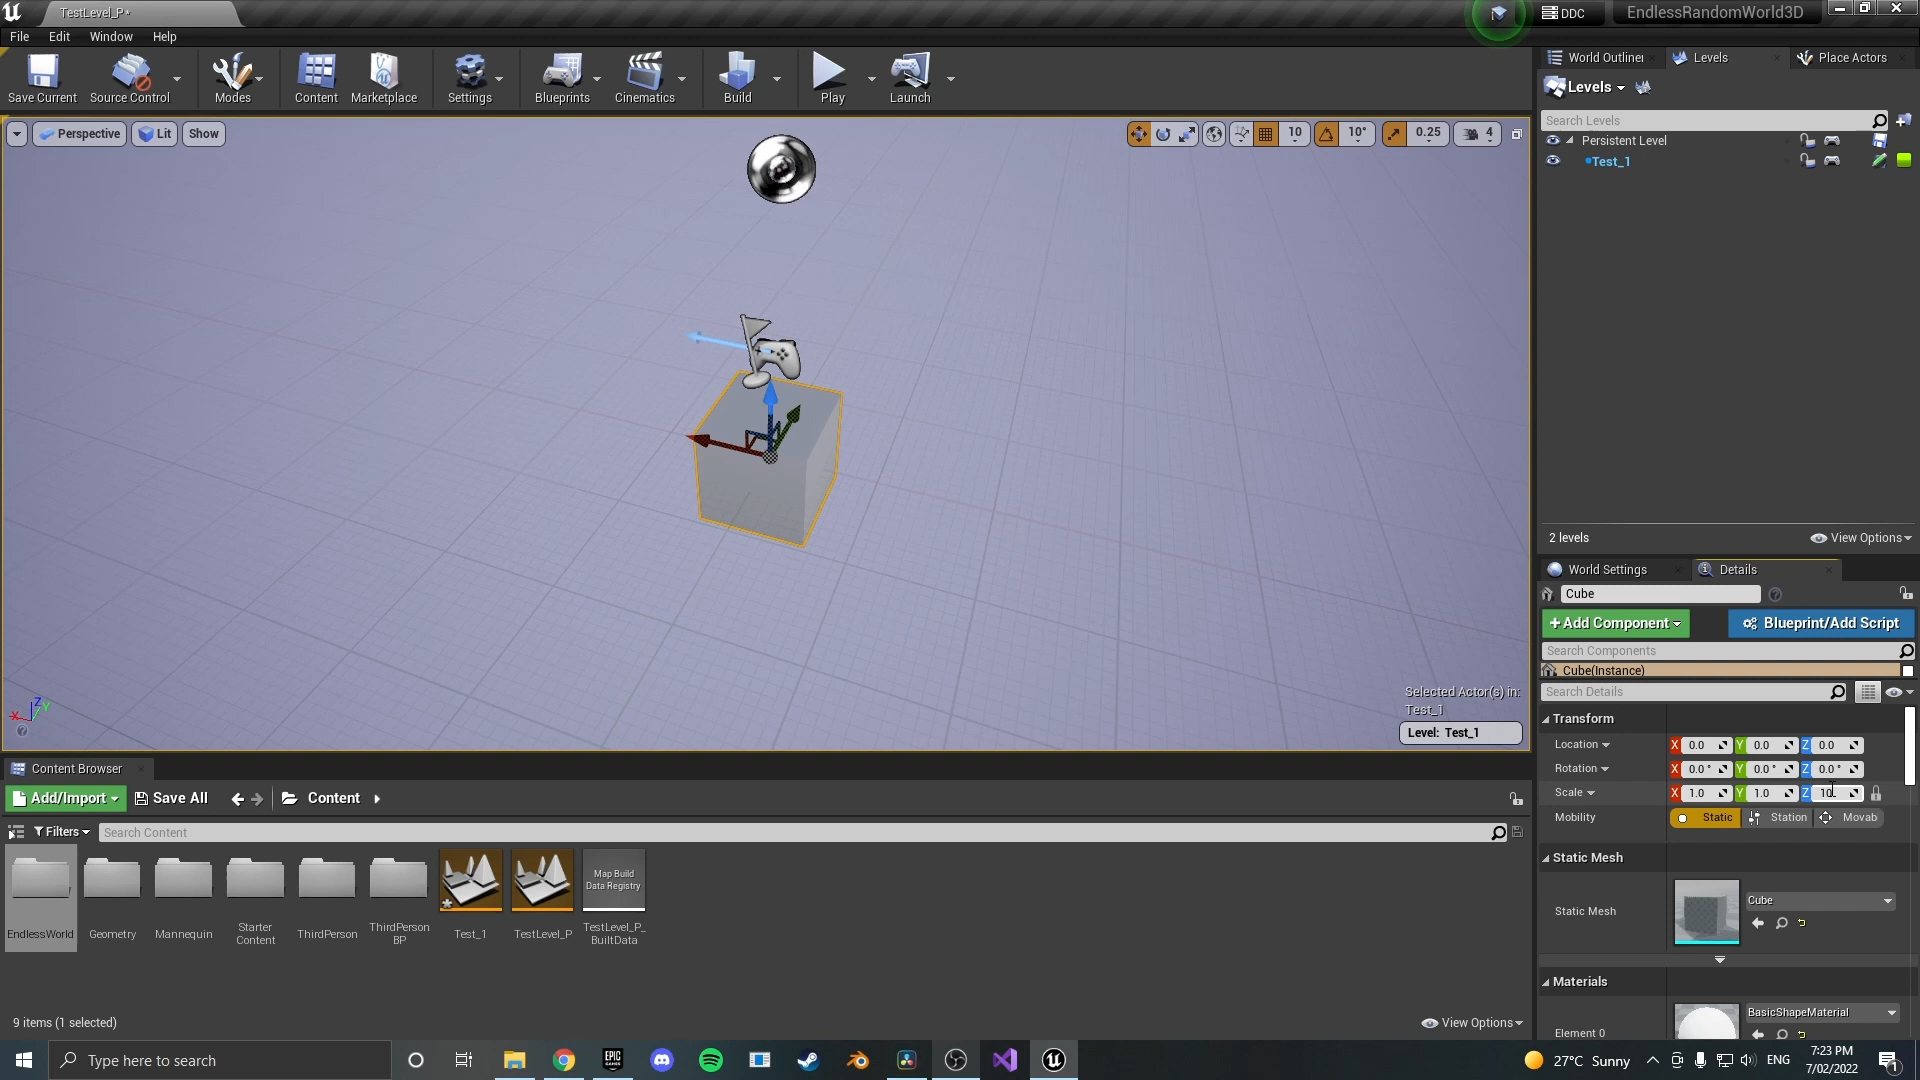 TestLevel_P*
DDC
EndlessRandomWorld3D
File Edit Window Help
Save Current
Source Control
Modes
Content
Marketplace
Settings
Blueprints
Cinematics
Build
Play
Launch
World Outliner
Levels
Place Actors
Levels
Search Levels
Persistent Level
Test_1
Perspective
Lit
Show
10
10°
0.25
4
2 levels
View Options
World Settings
Details
Cube
+Add Component
Blueprint/Add Script
Search Components
Cube(Instance)
Search Details
Transform
Location X 0.0 Y 0.0 Z 0.0
Rotation X 0.0° Y 0.0° Z 0.0°
Scale X 1.0 Y 1.0 Z
Mobility Static Station Movab
Static Mesh
Static Mesh
Cube
Materials
Element 0
BasicShapeMaterial
X
Z
Y
Selected Actor(s) in:
Test_1
Level: Test_1
Content Browser
Add/Import
Save All
Content
Filters
Search Content
EndlessWorld
Geometry
Mannequin
Starter
Content
ThirdPerson
ThirdPerson
BP
Test_1
TestLevel_P
Map Build
Data Registry
TestLevel_P_
BuiltData
9 items (1 selected)
View Options
Type here to search
EPIC
GAMES
27°C Sunny
ENG
7:23 PM
7/02/2022
1